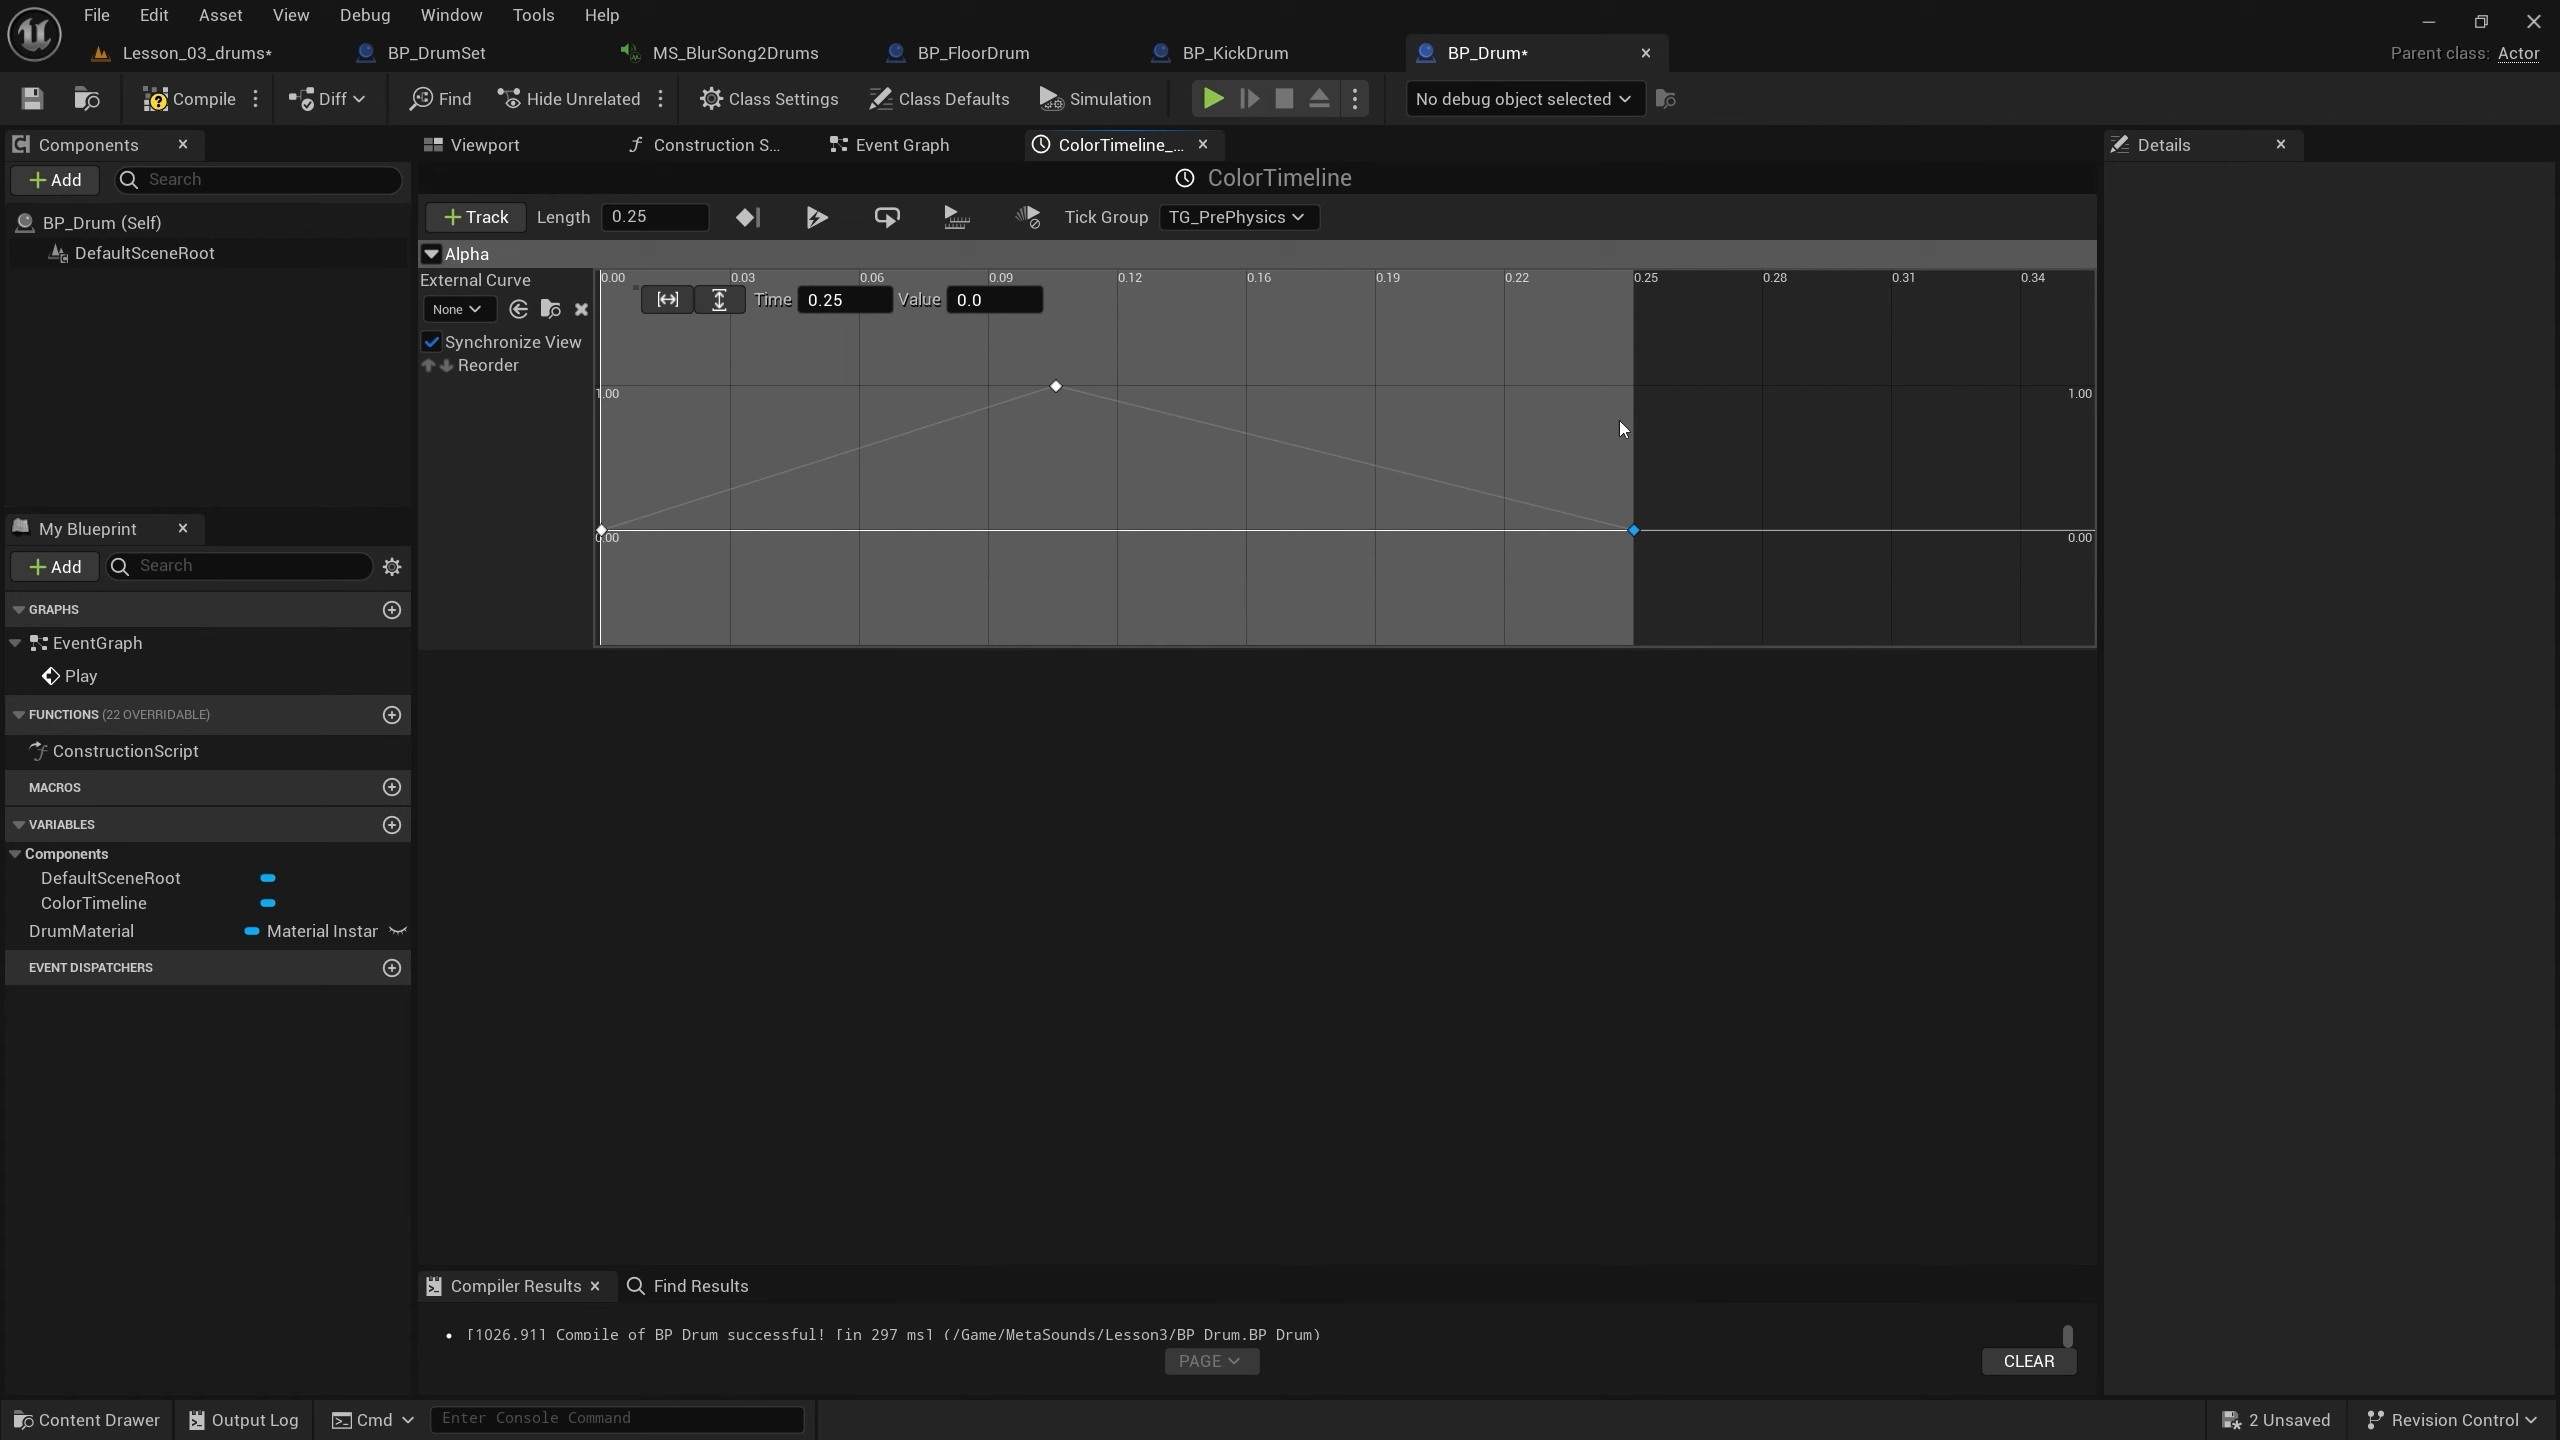 File Edit Asset View Debug Window Tools Help
Lesson_03_drums* BP_DrumSet MS_BlurSong2Drums BP_FloorDrum BP_KickDrum BP_Drum* Parent class: Actor
Compile Diff Find Hide Unrelated Class Settings Class Defaults Simulation No debug object selected
Components Viewport Construction S... Event Graph ColorTimeline_... Details
ColorTimeline
Add Search
Track Length 0.25 Tick Group TG_PrePhysics
BP_Drum (Self)
DefaultSceneRoot
Alpha
External Curve
None
Synchronize View
Reorder
0.00 0.03 0.06 0.09 0.12 0.16 0.19 0.22 0.25 0.28 0.31 0.34
Time 0.25 Value 0.0
1.00 1.00
0.00 0.00
My Blueprint
Add Search
GRAPHS
EventGraph
Play
FUNCTIONS (22 OVERRIDABLE)
ConstructionScript
MACROS
VARIABLES
Components
DefaultSceneRoot
ColorTimeline
DrumMaterial Material Instar
EVENT DISPATCHERS
Compiler Results Find Results
[1026.91] Compile of BP_Drum successful! [in 297 ms] (/Game/MetaSounds/Lesson3/BP_Drum.BP_Drum)
PAGE CLEAR
Content Drawer Output Log Cmd Enter Console Command 2 Unsaved Revision Control